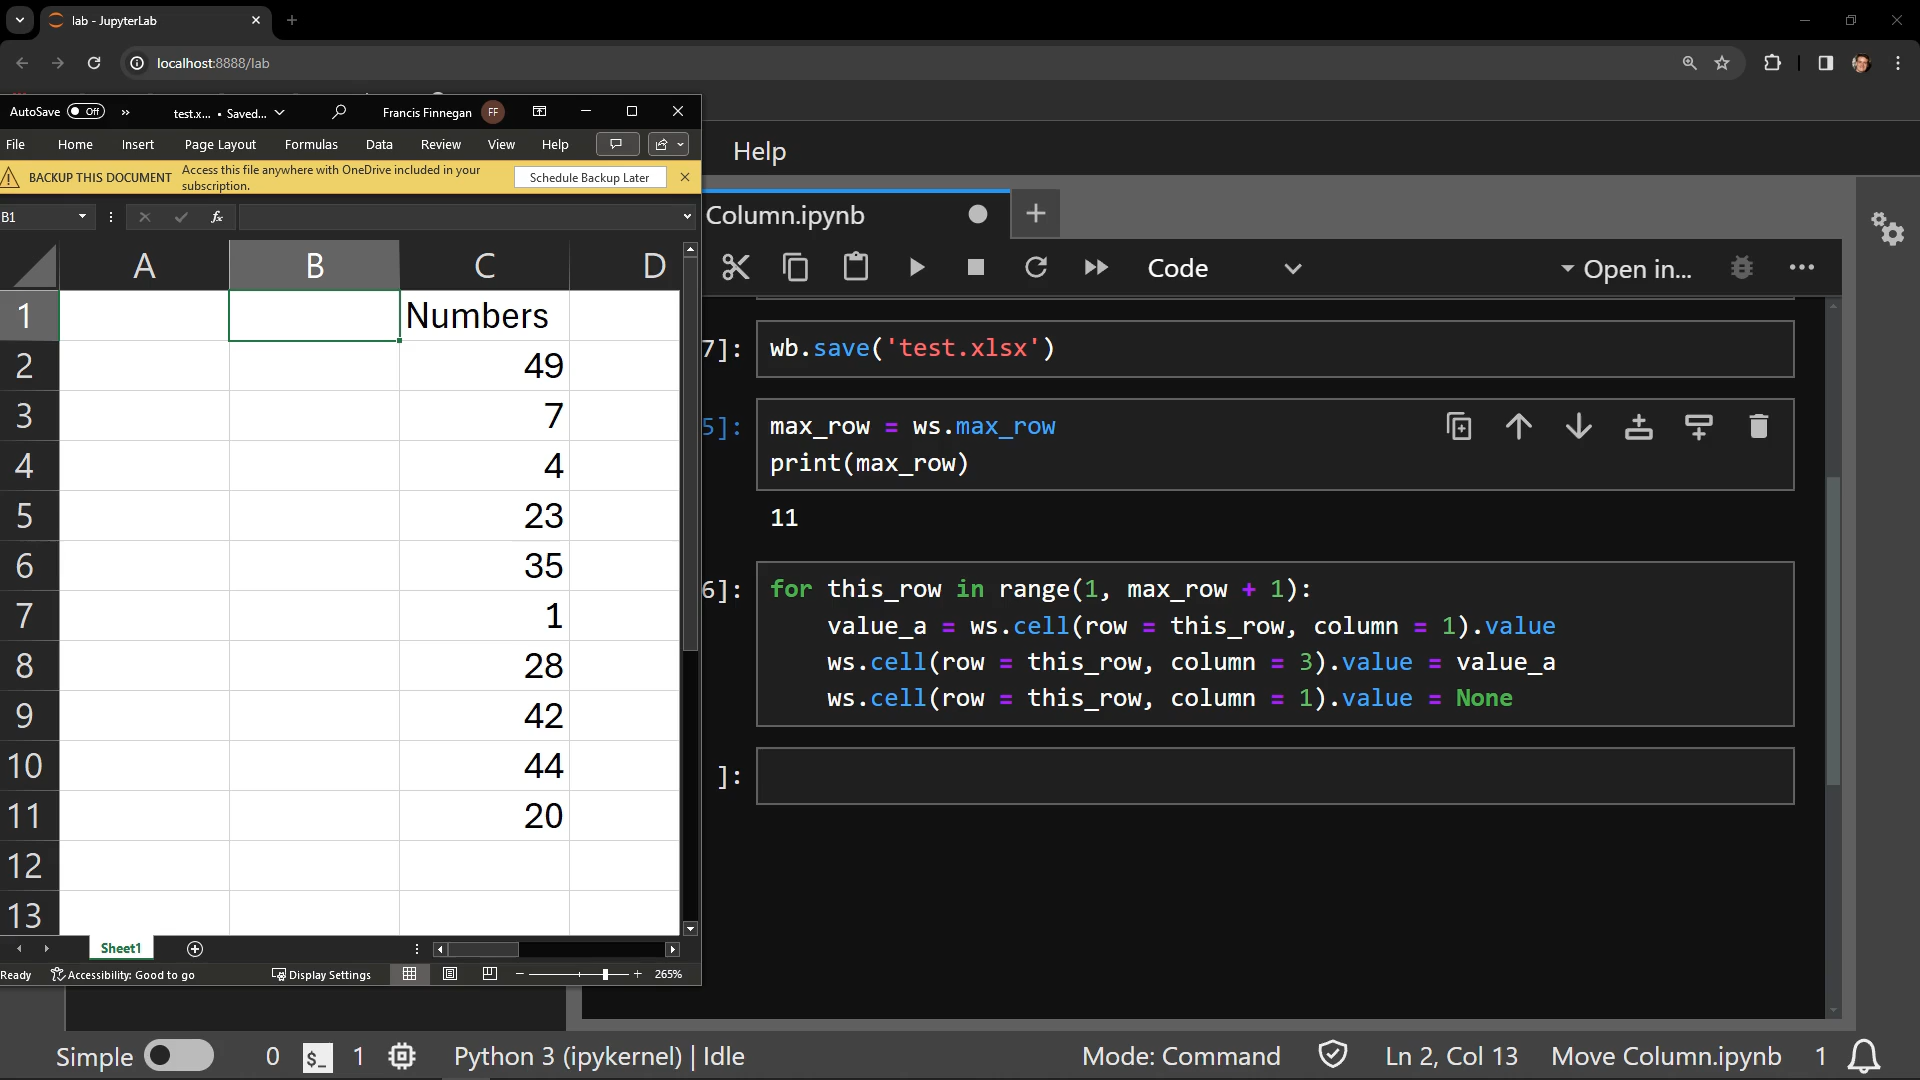 lab - JupyterLab
localhost:8888/lab
AutoSave Off » test.x... • Saved... Francis Finnegan FF
File Home Insert Page Layout Formulas Data Review View Help
BACKUP THIS DOCUMENT Access this file anywhere with OneDrive included in your subscription. Schedule Backup Later
B1 fx
A B C D
1 Numbers
2 49
3 7
4 4
5 23
6 35
7 1
8 28
9 42
10 44
11 20
12
13
Sheet1
Ready Accessibility: Good to go Display Settings 265%
Help
Column.ipynb
Code Open in...
7]: wb.save('test.xlsx')
5]: max_row = ws.max_row
print(max_row)
11
6]: for this_row in range(1, max_row + 1):
value_a = ws.cell(row = this_row, column = 1).value
ws.cell(row = this_row, column = 3).value = value_a
ws.cell(row = this_row, column = 1).value = None
]:
Simple 0 $_ 1 Python 3 (ipykernel) | Idle Mode: Command Ln 2, Col 13 Move Column.ipynb 1